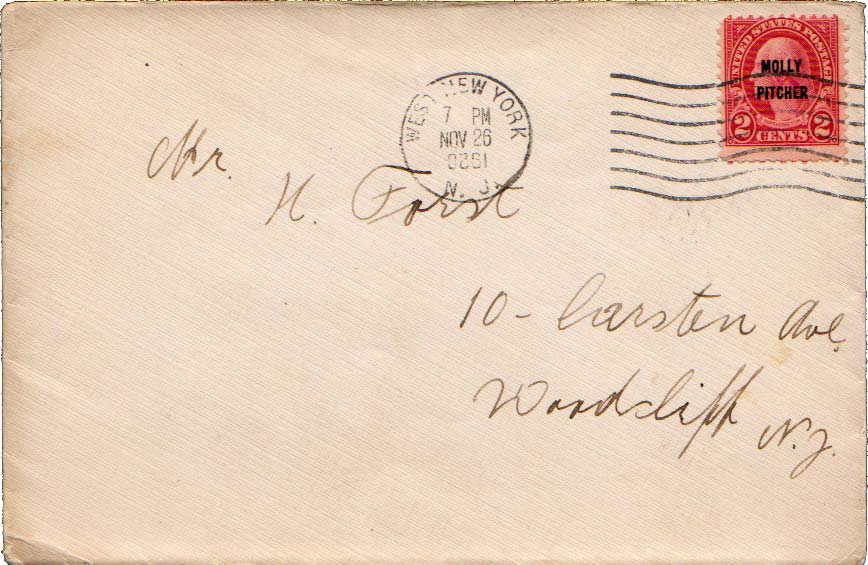 WEST NEW YORK
7 PM
NOV 26
N. J.
UNITED STATES POSTAGE
MOLLY
PITCHER
2 CENTS 2
Mr.
H. Forst
10- Carsten Ave,
Woodcliff N.J.